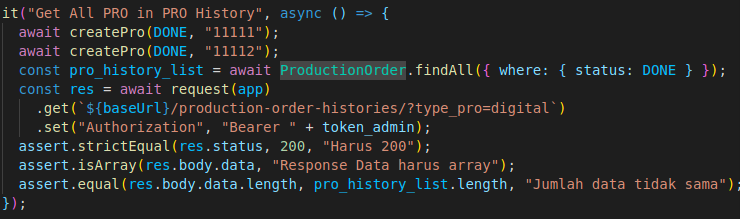 it("Get All PRO in PRO History", async () => {
  await createPro(DONE, "11111");
  await createPro(DONE, "11112");
  const pro_history_list = await ProductionOrder.findAll({ where: { status: DONE } });
  const res = await request(app)
    .get(`${baseUrl}/production-order-histories/?type_pro=digital`)
    .set("Authorization", "Bearer " + token_admin);
  assert.strictEqual(res.status, 200, "Harus 200");
  assert.isArray(res.body.data, "Response Data harus array");
  assert.equal(res.body.data.length, pro_history_list.length, "Jumlah data tidak sama");
});